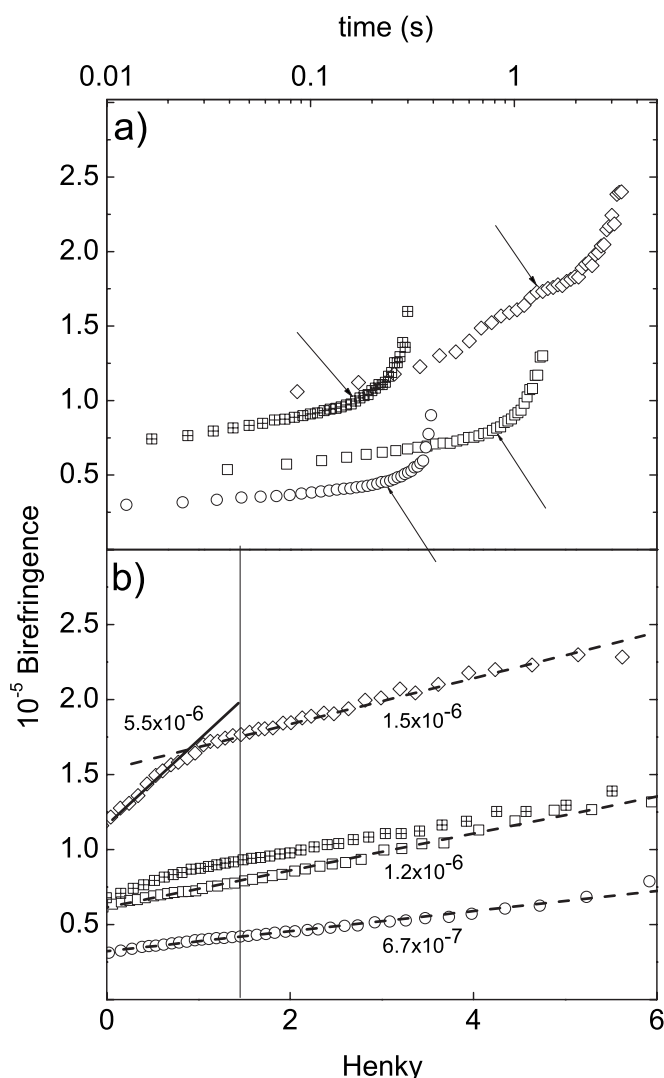 time (s)
0.01 0.1 1
a)
2.5
2.0
1.5
1.0
0.5
b)
2.5
2.0
1.5
1.0
0.5
0 2 4 6
5.5x10⁻⁶
1.5x10⁻⁶
1.2x10⁻⁶
6.7x10⁻⁷
10⁻⁵ Birefringence
Henky